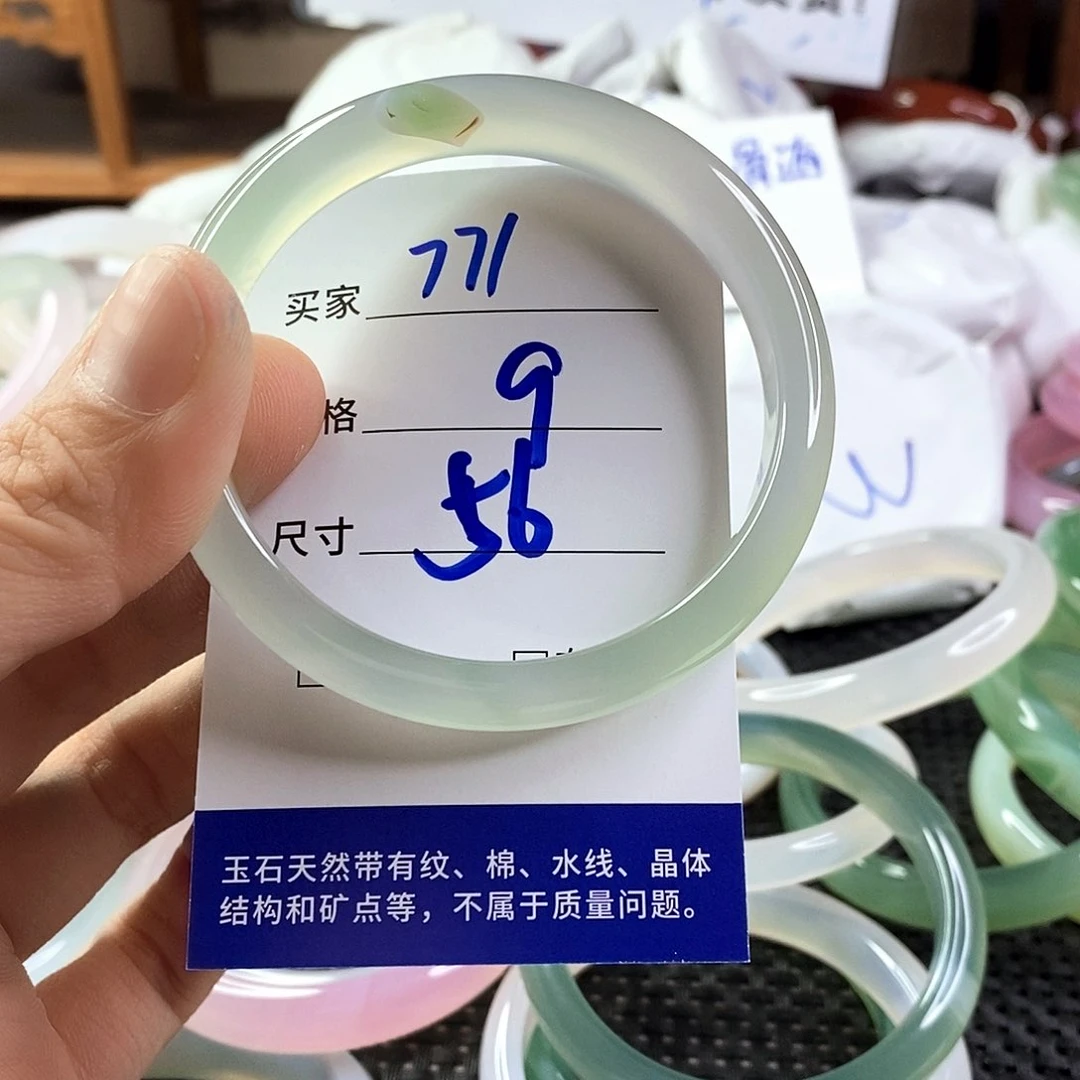 买家 771
格 9
尺寸 56
玉石天然带有纹、棉、水线、晶体
结构和矿点等，不属于质量问题。